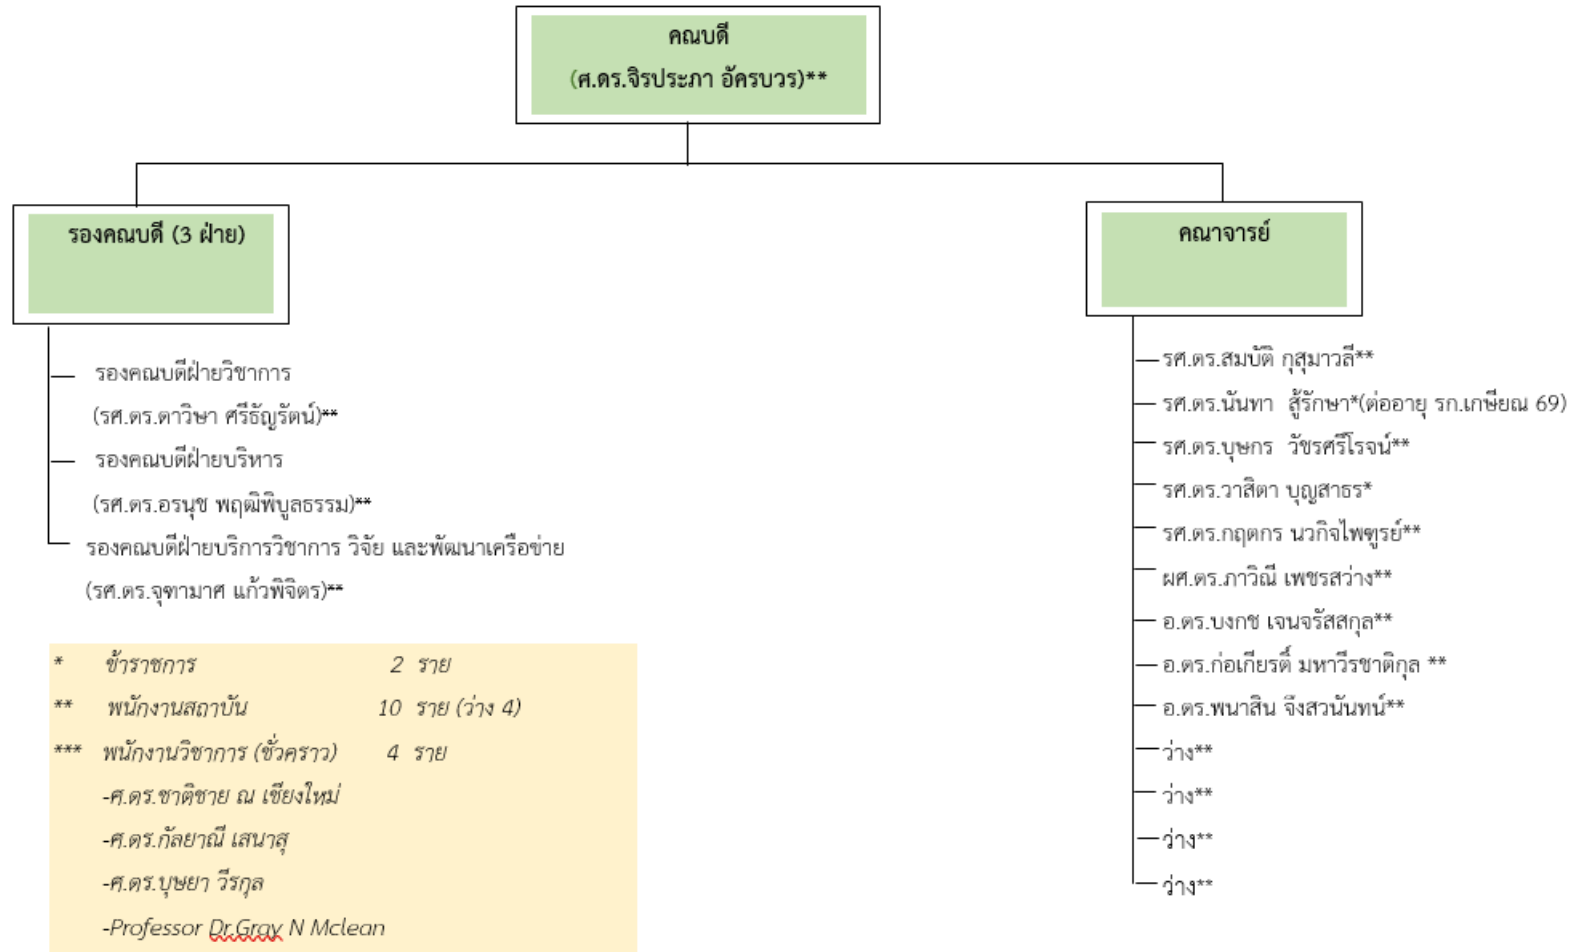 คณบดี
(ศ.ดร.จิรประภา อัครบวร)**
รองคณบดี (3 ฝ่าย)
รองคณบดีฝ่ายวิชาการ
(รศ.ดร.ดาวิษา ศรีธัญรัตน์)**
รองคณบดีฝ่ายบริหาร
(รศ.ดร.อรนุช พฤฒิพิบูลธรรม)**
รองคณบดีฝ่ายบริการวิชาการ วิจัย และพัฒนาเครือข่าย
(รศ.ดร.จุฑามาศ แก้วพิจิตร)**
คณาจารย์
รศ.ดร.สมบัติ กุสุมาวลี**
รศ.ดร.นันทา สู้รักษา*(ต่ออายุ รก.เกษียณ 69)
รศ.ดร.บุษกร วัชรศรีโรจน์**
รศ.ดร.วาสิตา บุญสาธร*
รศ.ดร.กฤตกร นวกิจไพฑูรย์**
ผศ.ดร.ภาวิณี เพชรสว่าง**
อ.ดร.บงกช เจนจรัสสกุล**
อ.ดร.ก่อเกียรติ์ มหาวีรชาติกุล **
อ.ดร.พนาสิน จึงสวนันทน์**
ว่าง**
ว่าง**
ว่าง**
ว่าง**
* ข้าราชการ 2 ราย
** พนักงานสถาบัน 10 ราย (ว่าง 4)
*** พนักงานวิชาการ (ชั่วคราว) 4 ราย
-ศ.ดร.ชาติชาย ณ เชียงใหม่
-ศ.ดร.กัลยาณี เสนาสุ
-ศ.ดร.บุษยา วีรกุล
-Professor Dr.Gray N Mclean